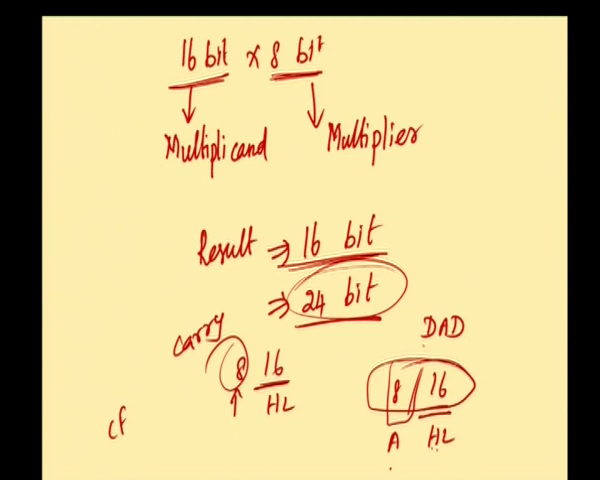 16 bit × 8 bit
Multiplicand Multiplier
Result ⇒ 16 bit
⇒ 24 bit
Carry
DAD
8 16
HL
8 16
A HL
cf